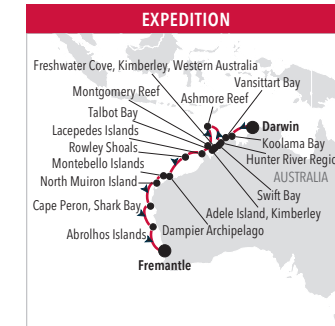 EXPEDITION
Freshwater Cove, Kimberley, Western Australia
Vansittart Bay
Montgomery Reef
Ashmore Reef
Talbot Bay
Darwin
Lacepedes Islands
Koolama Bay
Rowley Shoals
Hunter River Regio
Montebello Islands
AUSTRALIA
North Muiron Island
Swift Bay
Cape Peron, Shark Bay
Adele Island, Kimberley
Abrolhos Islands
Dampier Archipelago
Fremantle